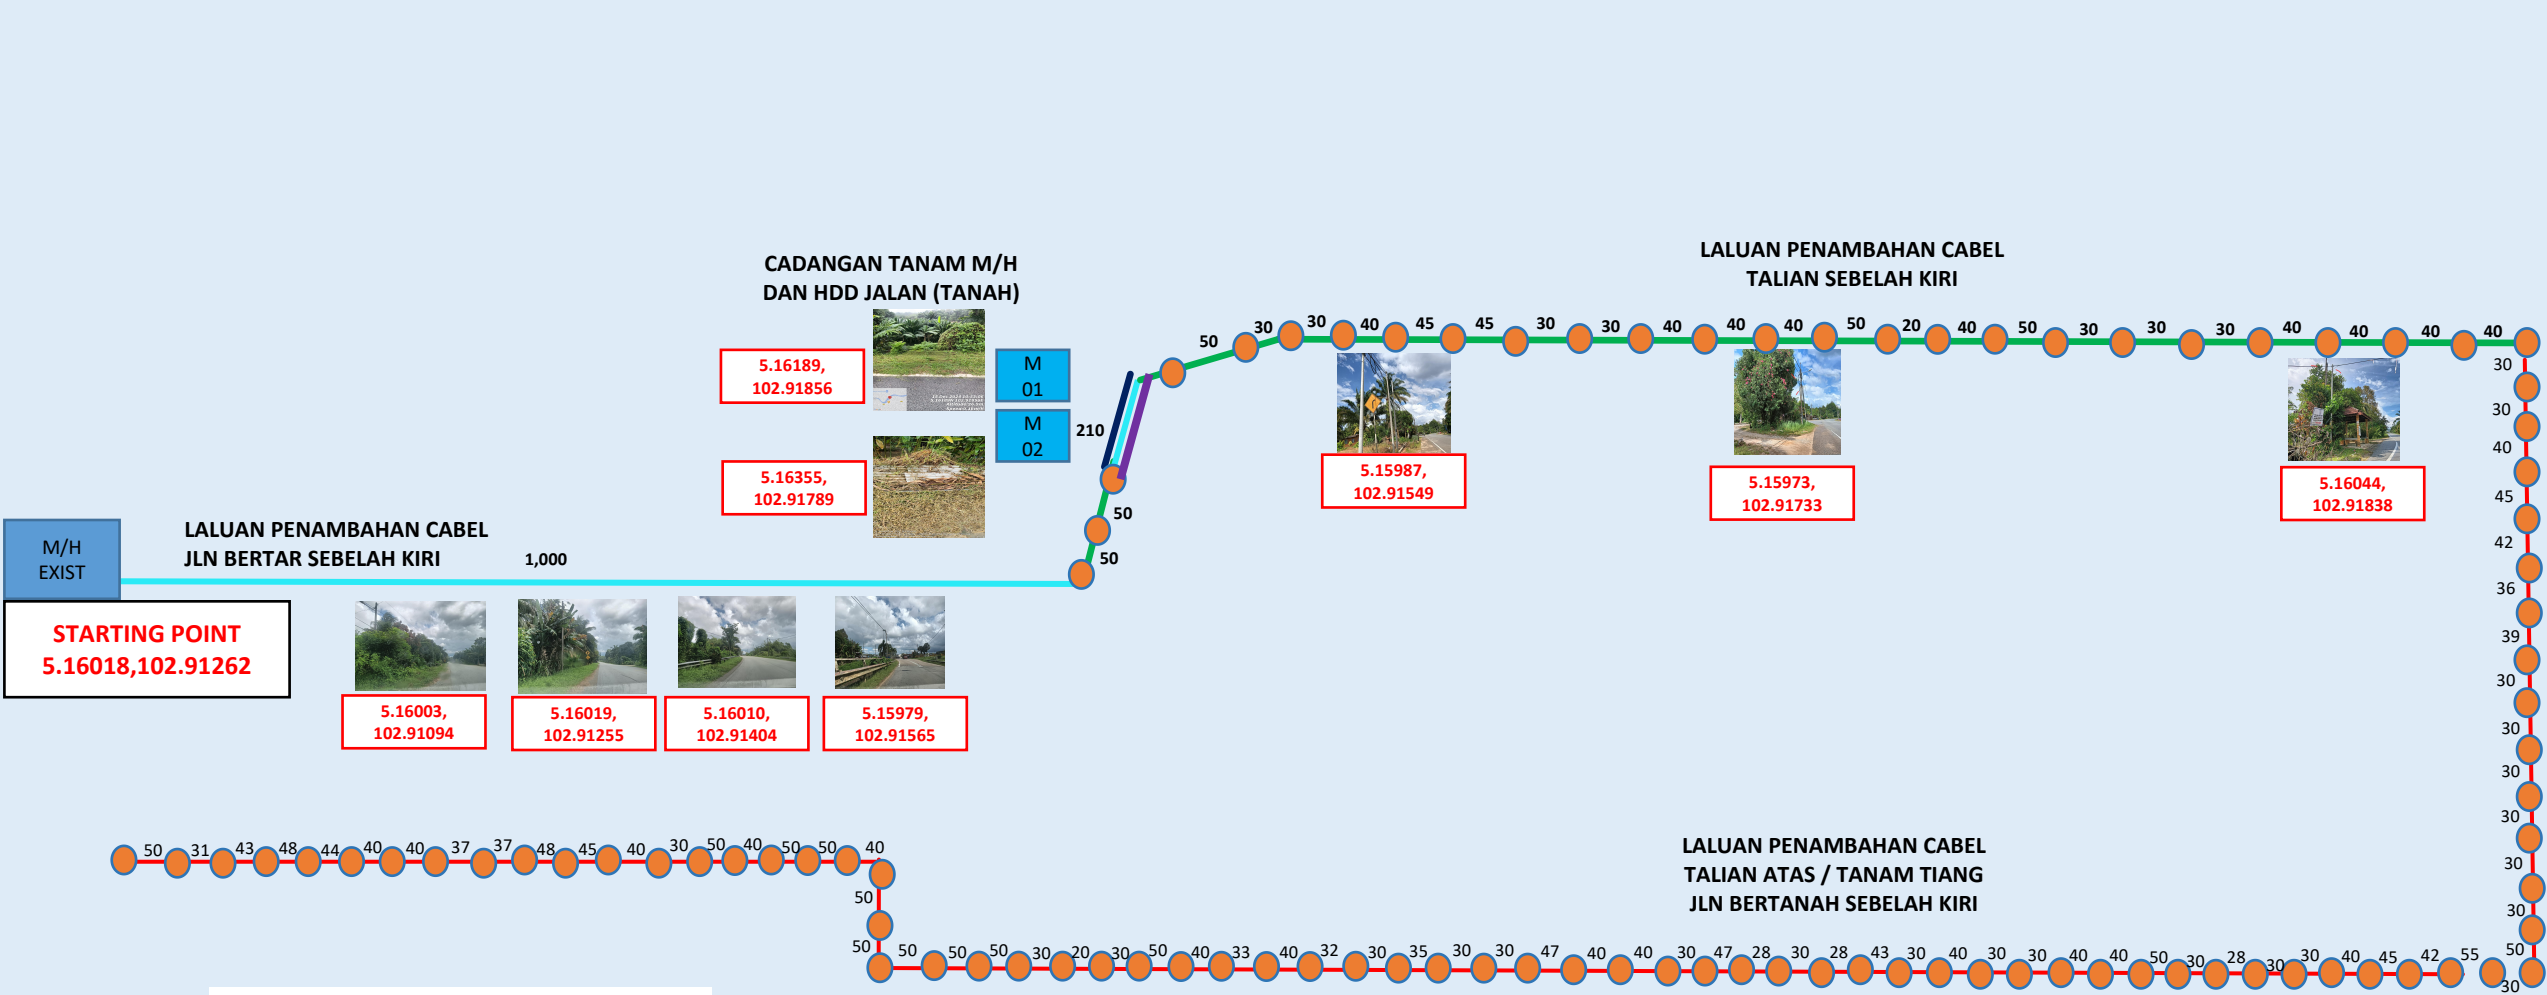 CADANGAN TANAM M/H
DAN HDD JALAN (TANAH)
LALUAN PENAMBAHAN CABEL
TALIAN SEBELAH KIRI
5.16189,
102.91856
M
01
M
02
210
5.16355,
102.91789
50 30 30 40 45 45 30 30 40 40 40 50 20 40 50 30 30 30 40 40 40 40
5.15987,
102.91549
5.15973,
102.91733
5.16044,
102.91838
50
50
M/H
EXIST
LALUAN PENAMBAHAN CABEL
JLN BERTAR SEBELAH KIRI
1,000
STARTING POINT
5.16018,102.91262
5.16003,
102.91094
5.16019,
102.91255
5.16010,
102.91404
5.15979,
102.91565
30
30
40
45
42
36
39
30
30
30
30
30
30
50
30
LALUAN PENAMBAHAN CABEL
TALIAN ATAS / TANAM TIANG
JLN BERTANAH SEBELAH KIRI
50 31 43 48 44 40 40 37 37 48 45 40 30 50 40 50 50 40
50
50
50 50 50 30 20 30 50 40 33 40 32 30 35 30 30 47 40 40 30 47 28 30 28 43 30 40 30 30 40 40 50 30 28 30 30 40 45 42 55